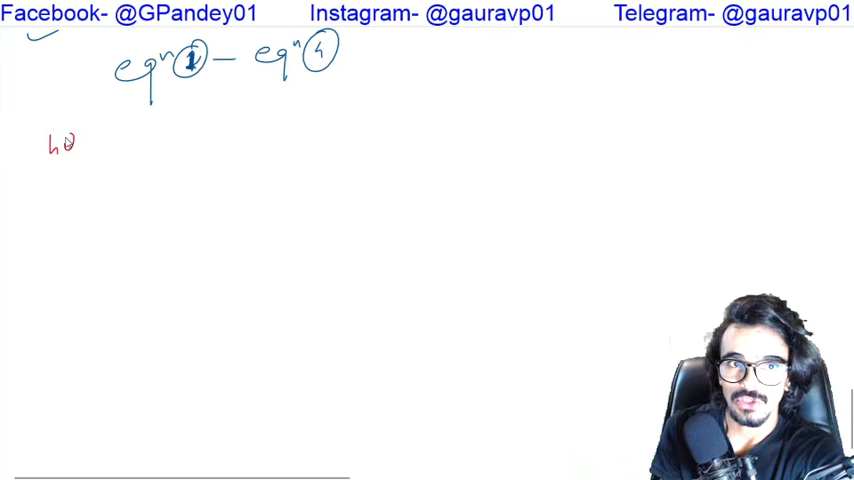 Facebook- @GPandey01 Instagram- @gauravp01 Telegram- @gauravp01
eqⁿ ① — eqⁿ ④